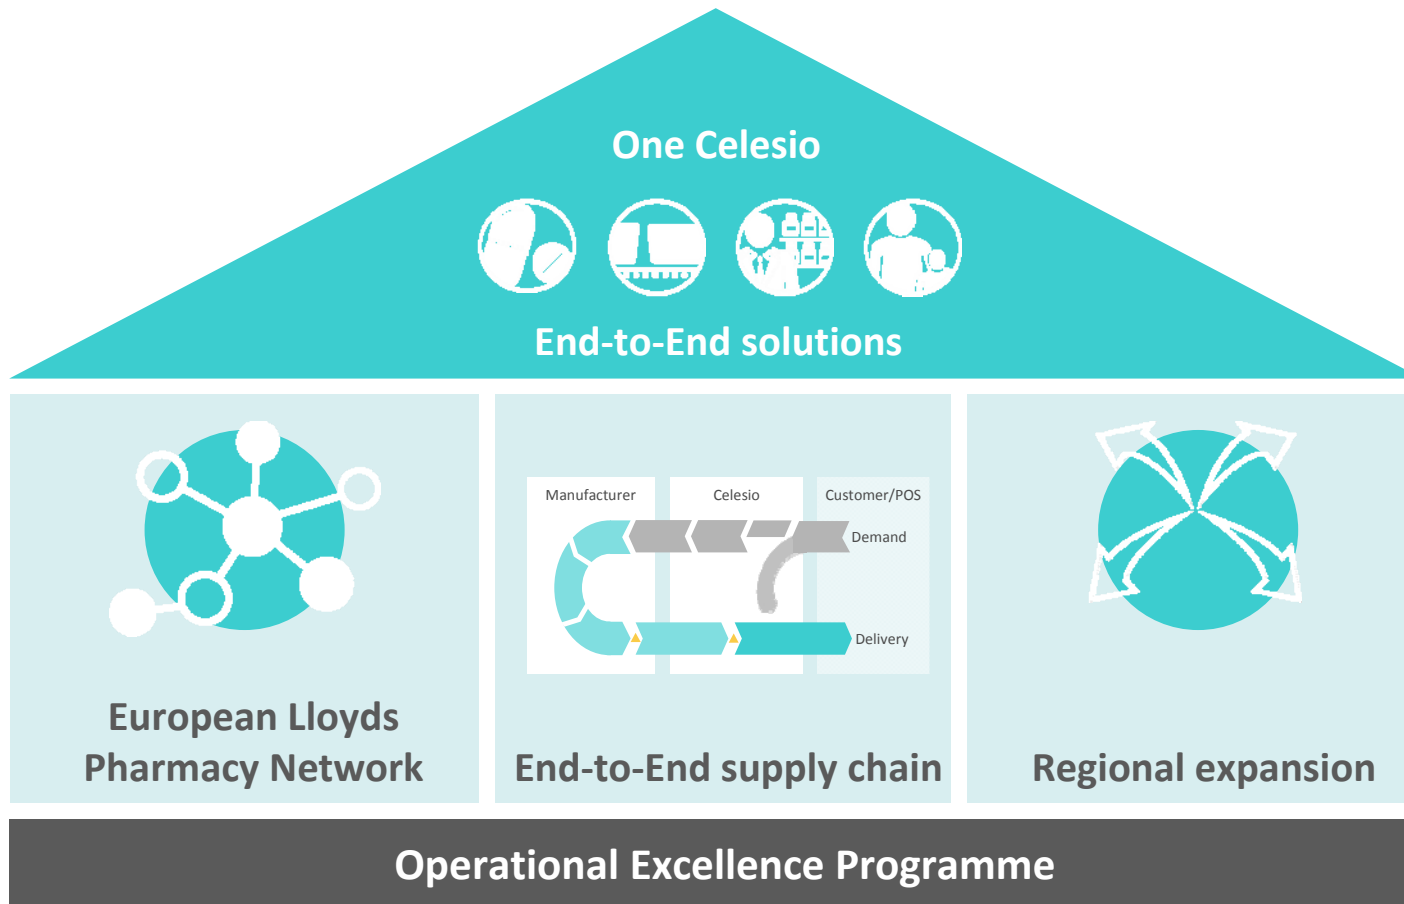 One Celesio
End-to-End solutions
European Lloyds
Pharmacy Network
Manufacturer
Celesio
Customer/POS
Demand
Delivery
End-to-End supply chain
Regional expansion
Operational Excellence Programme